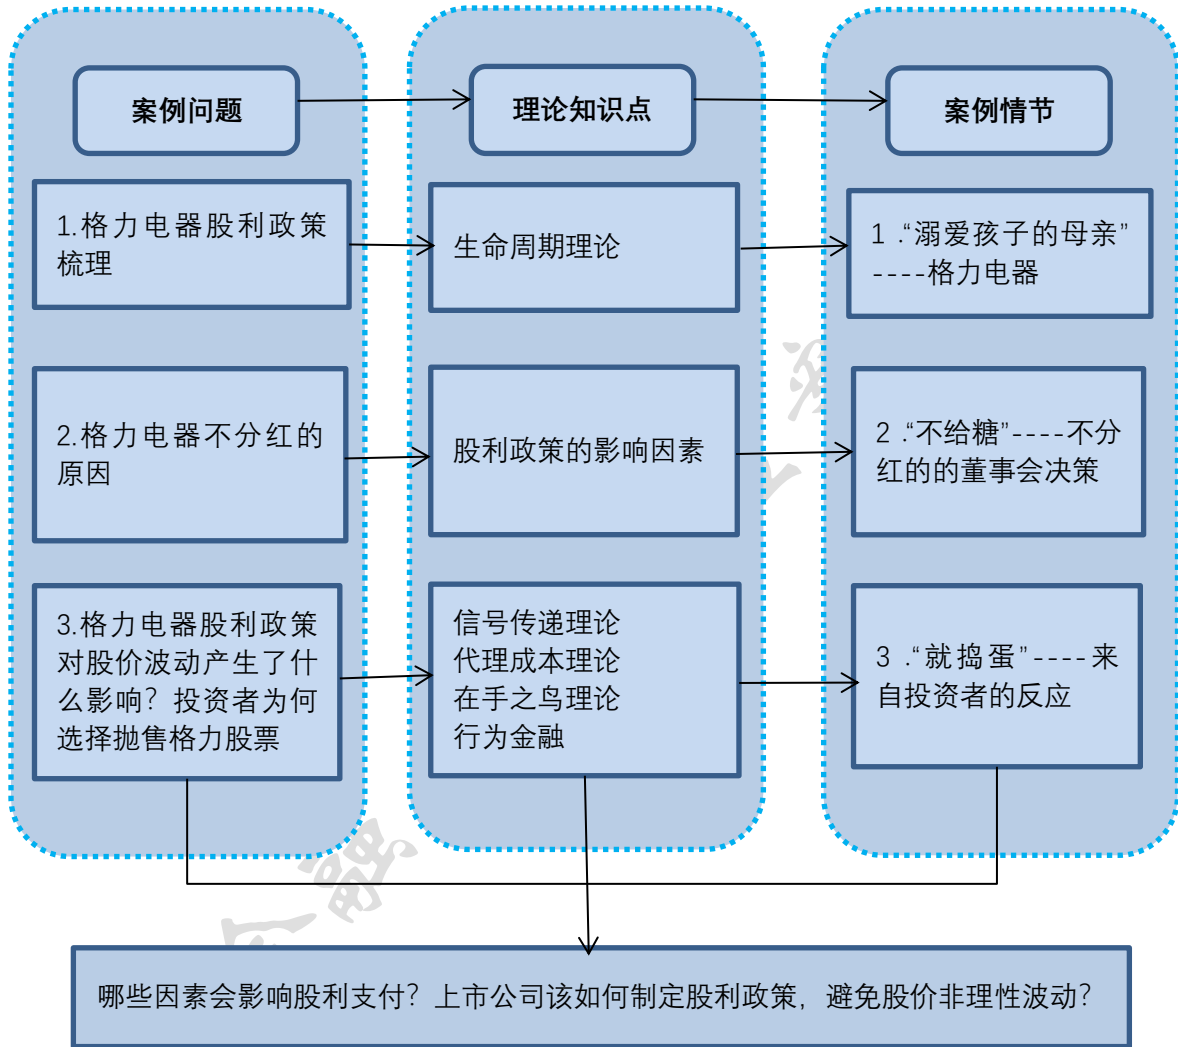 案例问题
理论知识点
案例情节
1.格力电器股利政策
梳理
生命周期理论
1 .“溺爱孩子的母亲”
----格力电器
2.格力电器不分红的
原因
股利政策的影响因素
2 .“不给糖”----不分
红的的董事会决策
3.格力电器股利政策
对股价波动产生了什
么影响？投资者为何
选择抛售格力股票
信号传递理论
代理成本理论
在手之鸟理论
行为金融
3 .“就捣蛋”----来
自投资者的反应
哪些因素会影响股利支付？上市公司该如何制定股利政策，避免股价非理性波动？